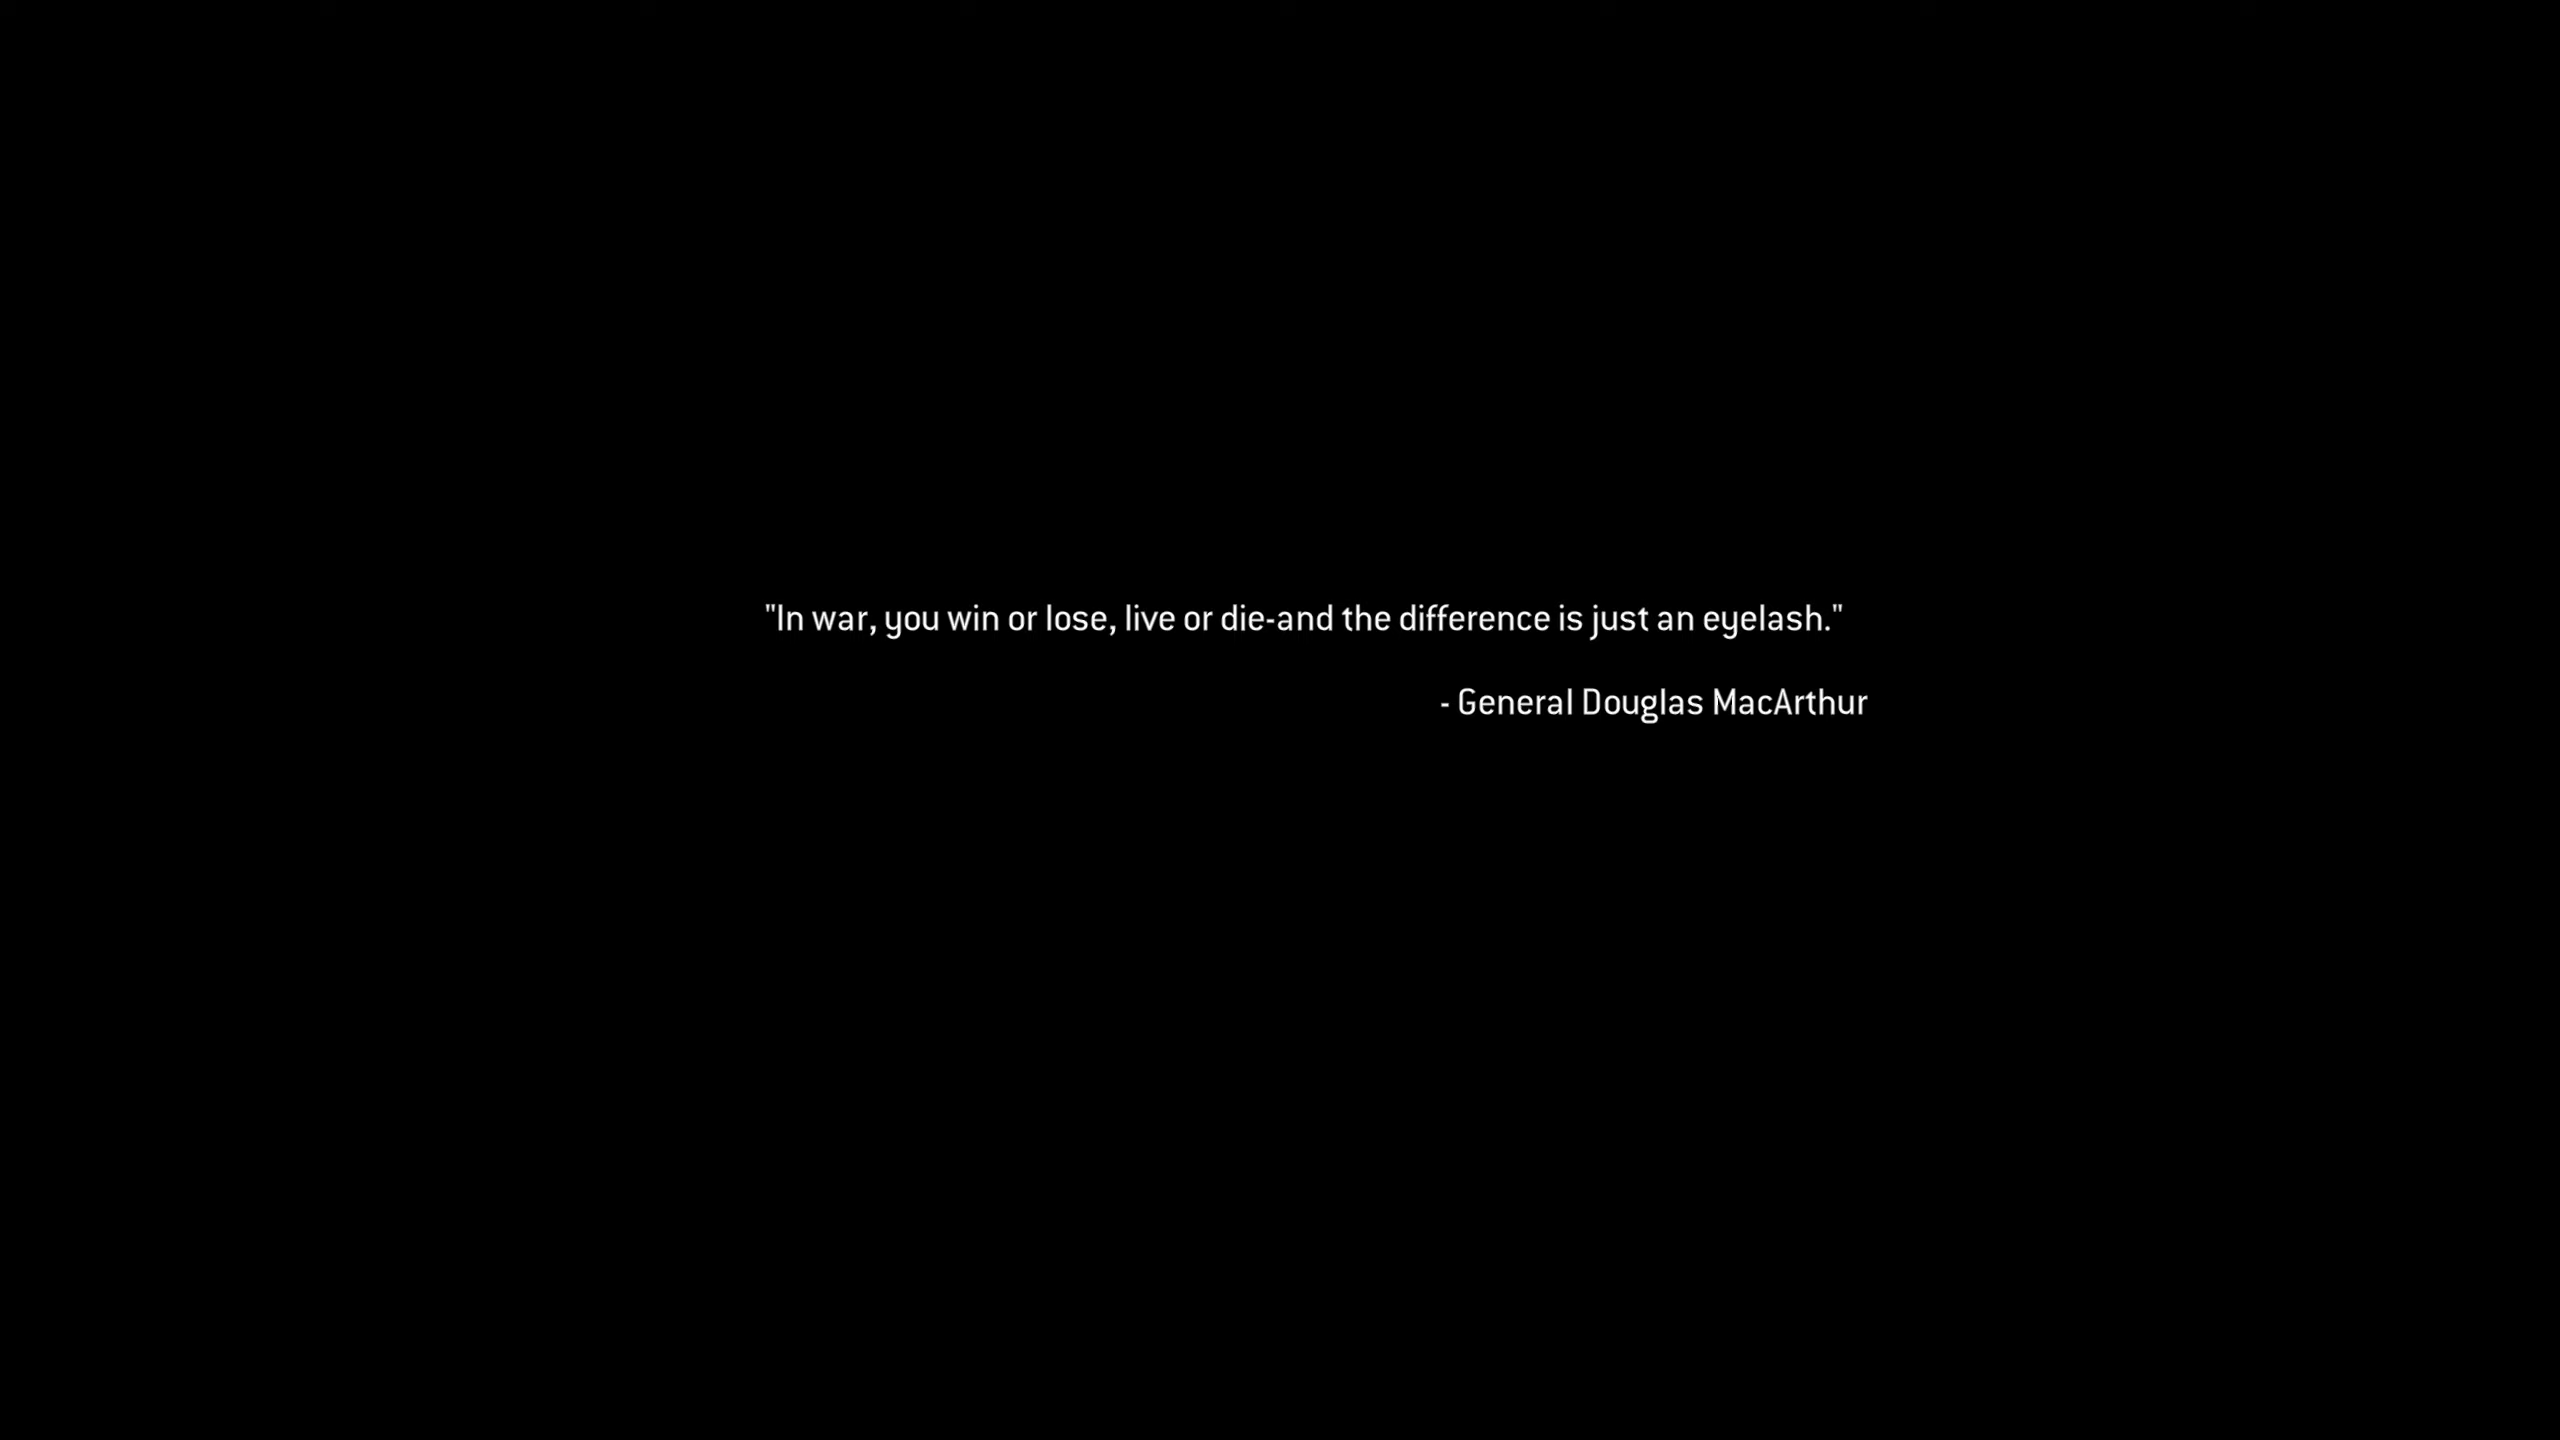 "In war, you win or lose, live or die-and the difference is just an eyelash."
- General Douglas MacArthur